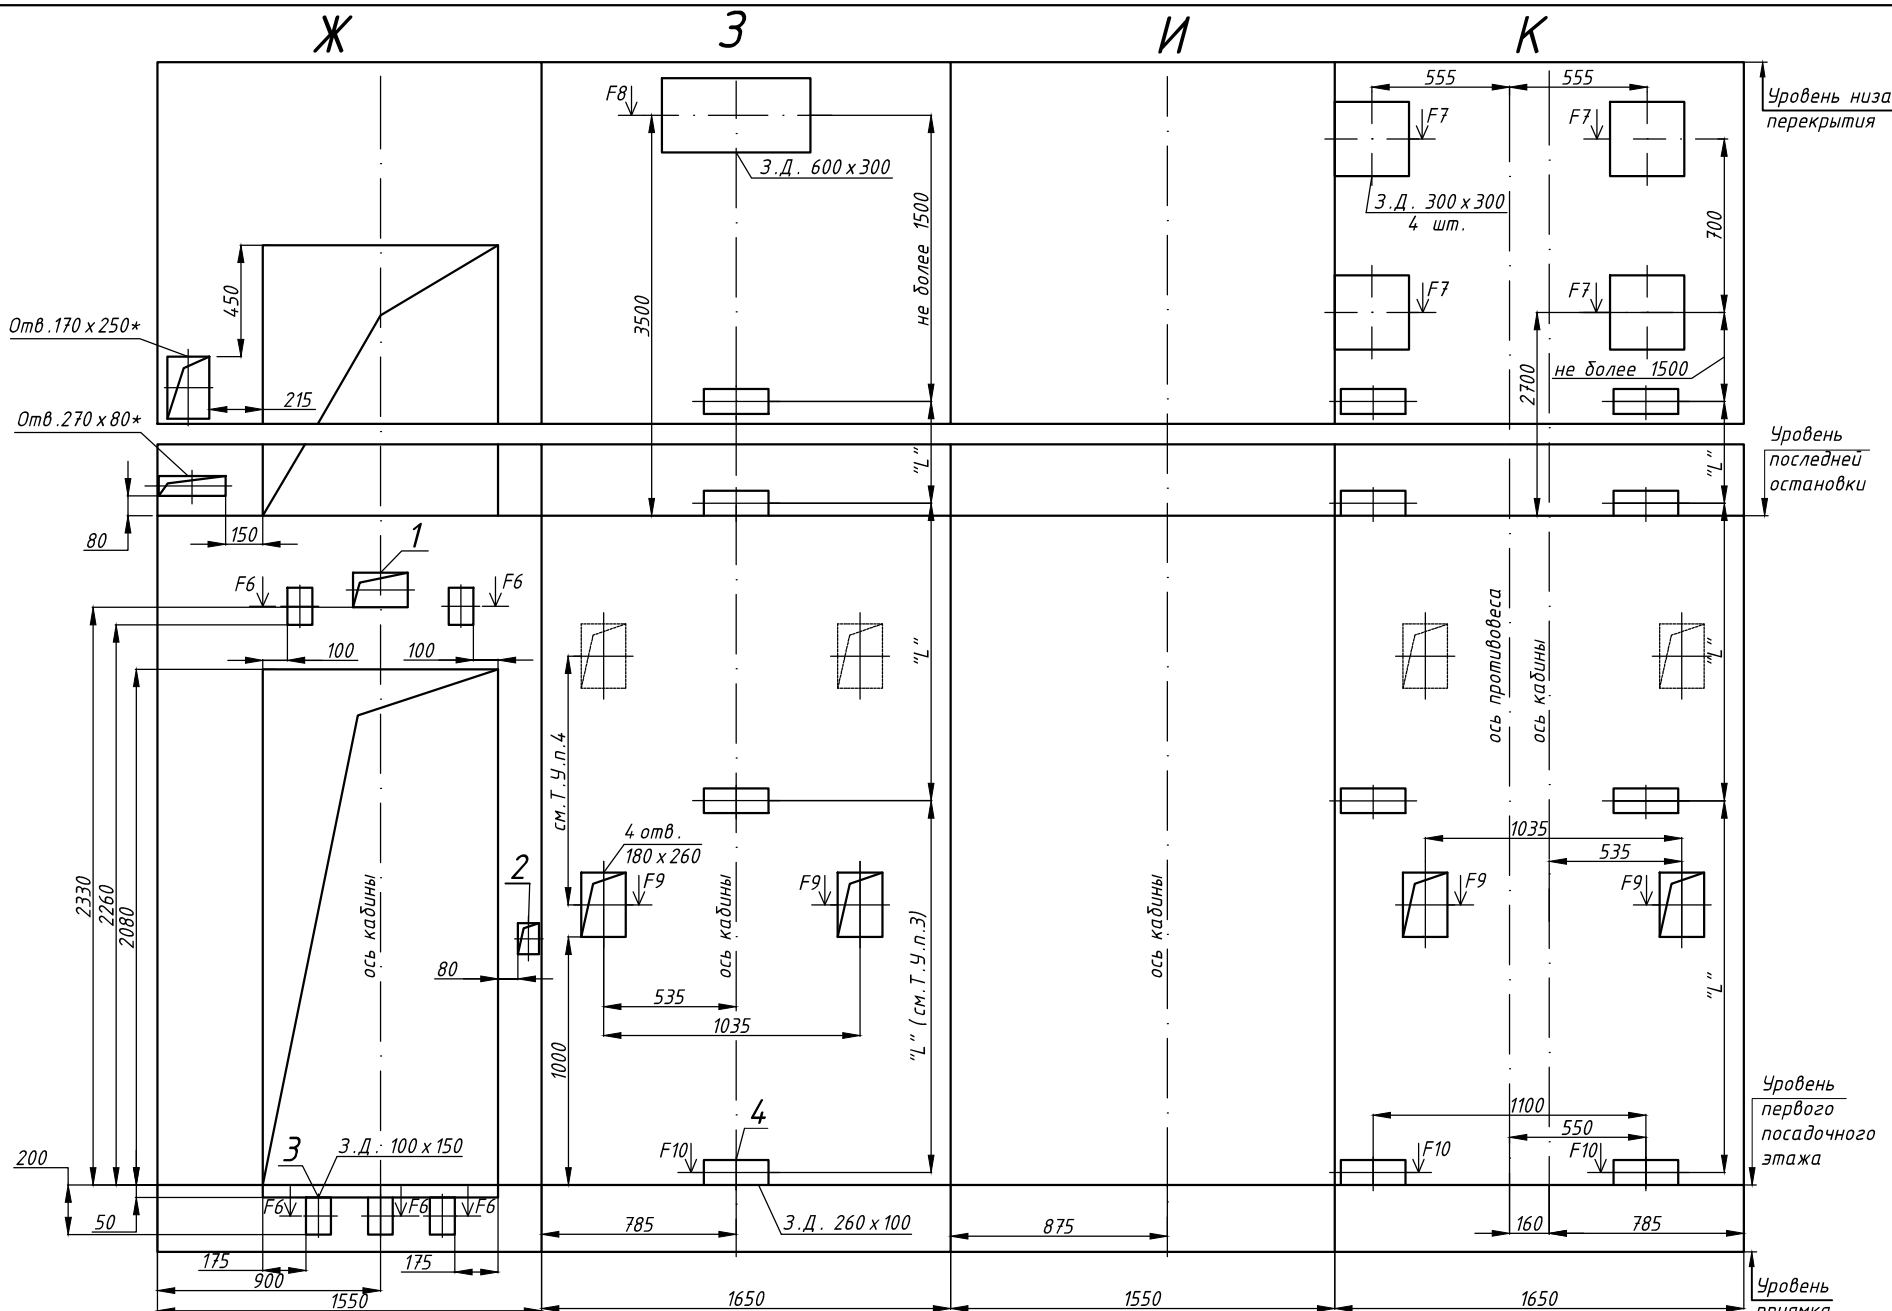 Ж
З
И
К
F8
З.Д. 600 x 300
3500
не более 1500
555
555
F7
F7
З.Д. 300 x 300
4 шт.
700
F7
F7
не более 1500
2700
Уровень низа
перекрытия
450
Отв.170 x 250*
215
Отв.270 x 80*
80
150
"L"
"L"
Уровень
последней
остановки
1
F6
F6
100
100
2330
2260
2080
ось кабины
2
80
см.Т.У.п.4
4 отв.
180 x 260
F9
F9
ось кабины
535
1035
1000
"L"
"L" (см.Т.У.п.3)
ось кабины
ось противовеса
ось кабины
"L"
1035
535
F9
F9
"L"
3
З.Д. 100 x 150
200
50
F6
F6
F6
175
175
900
1550
4
F10
З.Д. 260 x 100
785
1650
875
1550
1100
550
F10
F10
160
785
1650
Уровень
первого
посадочного
этажа
Уровень